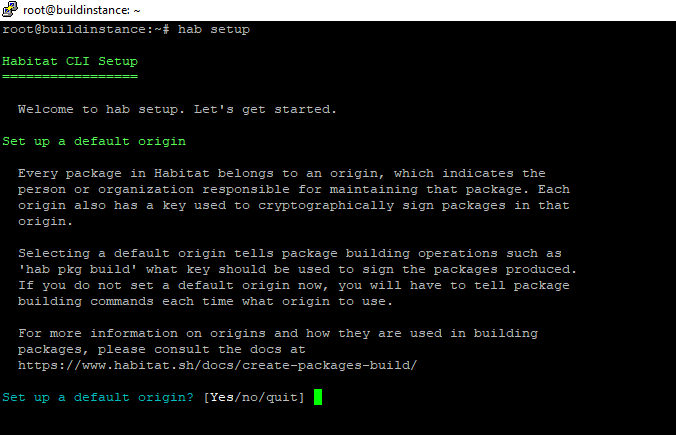 root@buildinstance: ~
root@buildinstance:~# hab setup
Habitat CLI Setup
=================
Welcome to hab setup. Let's get started.
Set up a default origin
Every package in Habitat belongs to an origin, which indicates the
person or organization responsible for maintaining that package. Each
origin also has a key used to cryptographically sign packages in that
origin.
Selecting a default origin tells package building operations such as
'hab pkg build' what key should be used to sign the packages produced.
If you do not set a default origin now, you will have to tell package
building commands each time what origin to use.
For more information on origins and how they are used in building
packages, please consult the docs at
https://www.habitat.sh/docs/create-packages-build/
Set up a default origin? [Yes/no/quit]